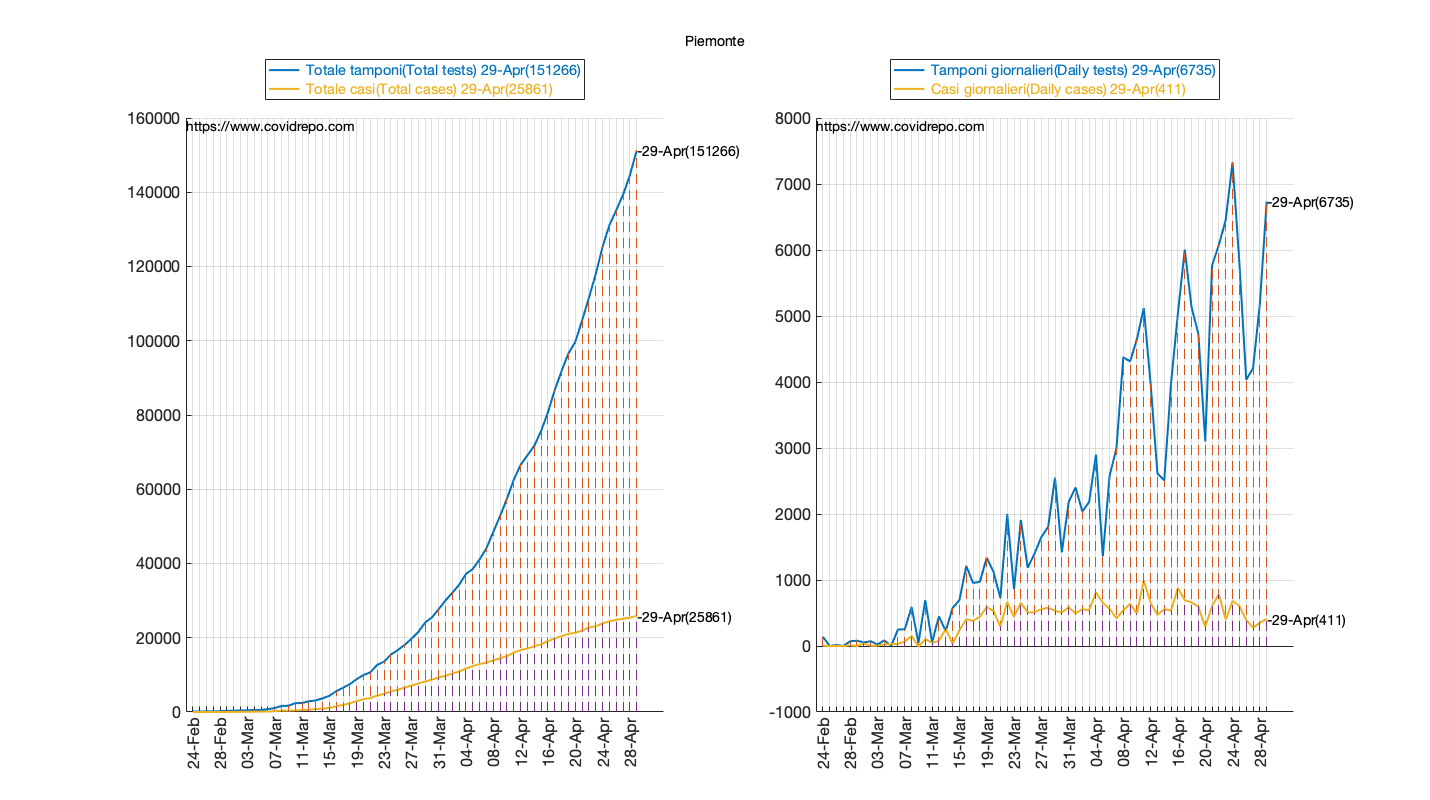 Piemonte
Totale tamponi(Total tests) 29-Apr(151266)
Totale casi(Total cases) 29-Apr(25861)
160000
140000
120000
100000
80000
60000
40000
20000
0
https://www.covidrepo.com
29-Apr(151266)
29-Apr(25861)
24-Feb
28-Feb
03-Mar
07-Mar
11-Mar
15-Mar
19-Mar
23-Mar
27-Mar
31-Mar
04-Apr
08-Apr
12-Apr
16-Apr
20-Apr
24-Apr
28-Apr
Tamponi giornalieri(Daily tests) 29-Apr(6735)
Casi giornalieri(Daily cases) 29-Apr(411)
8000
7000
6000
5000
4000
3000
2000
1000
0
-1000
https://www.covidrepo.com
29-Apr(6735)
29-Apr(411)
24-Feb
28-Feb
03-Mar
07-Mar
11-Mar
15-Mar
19-Mar
23-Mar
27-Mar
31-Mar
04-Apr
08-Apr
12-Apr
16-Apr
20-Apr
24-Apr
28-Apr